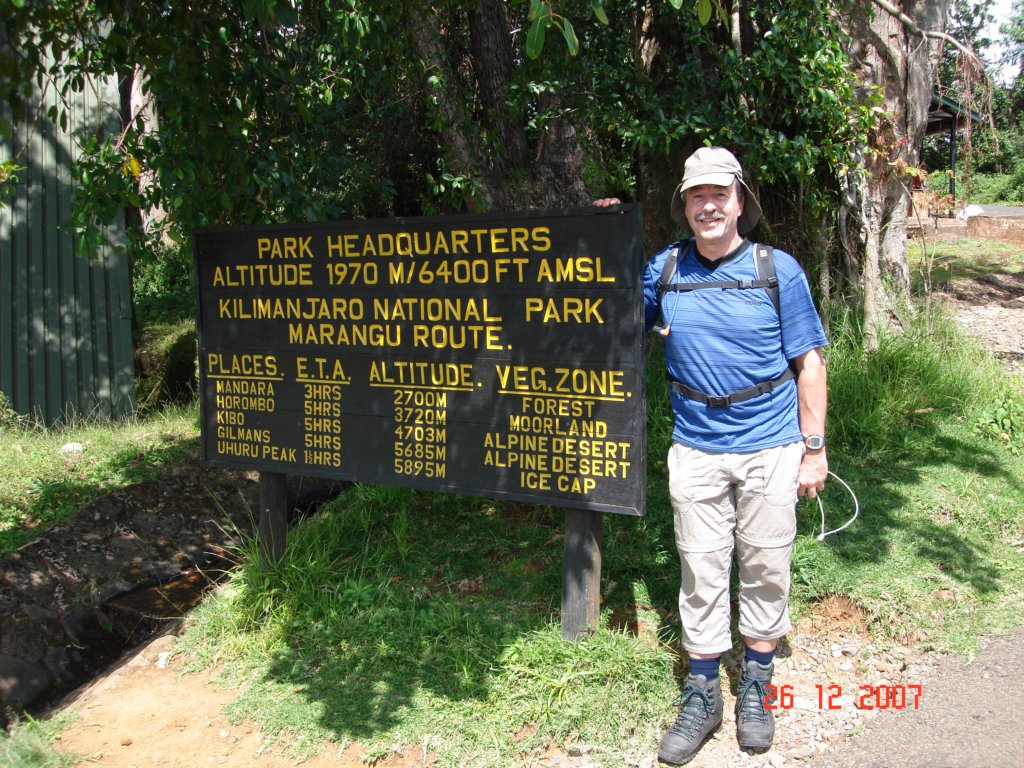 PARK HEADQUARTERS
ALTITUDE 1970 M/6400 FT AMSL
KILIMANJARO NATIONAL PARK
MARANGU ROUTE.
PLACES. E.T.A. ALTITUDE. VEG.ZONE.
MANDARA 3HRS 2700M FOREST
HOROMBO 5HRS 3720M MOORLAND
KIBO 5HRS 4703M ALPINE DESERT
GILMANS 5HRS 5685M ALPINE DESERT
UHURU PEAK 1½HRS 5895M ICE CAP
26 12 2007